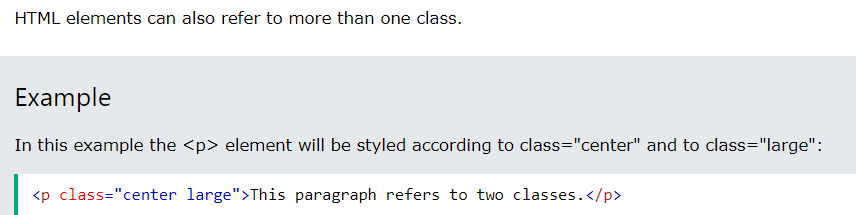 HTML elements can also refer to more than one class.
Example
In this example the <p> element will be styled according to class="center" and to class="large":
<p class="center large">This paragraph refers to two classes.</p>